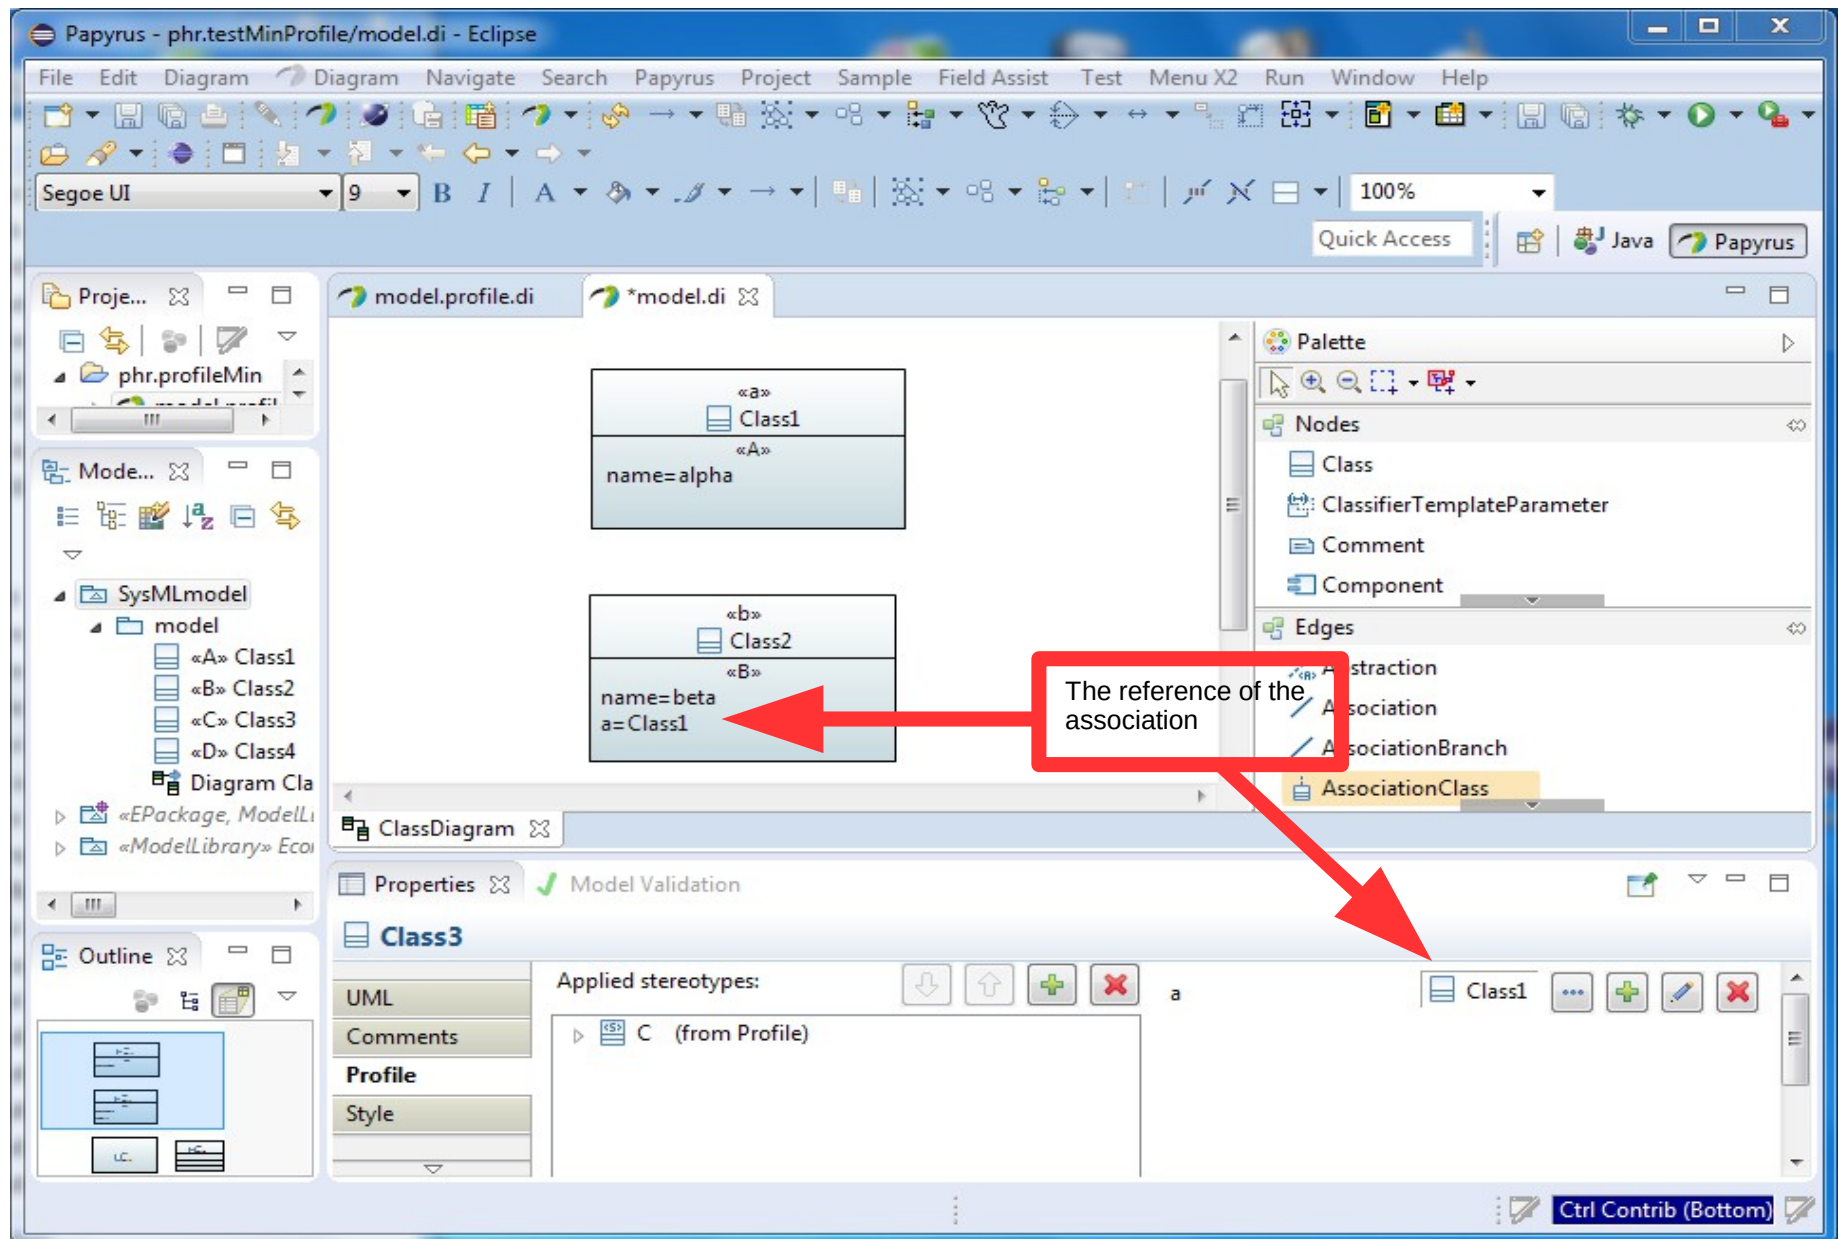 Papyrus - phr.testMinProfile/model.di - Eclipse
File Edit Diagram Diagram Navigate Search Papyrus Project Sample Field Assist Test Menu X2 Run Window Help
Segoe UI 9 B I A 100%
Quick Access Java Papyrus
Proje...
phr.profileMin
Mode...
SysMLmodel
model
«A» Class1
«B» Class2
«C» Class3
«D» Class4
Diagram Cla
«EPackage, ModelLi
«ModelLibrary» Ecor
Outline
model.profile.di *model.di
«a»
Class1
«A»
name=alpha
«b»
Class2
«B»
name=beta
a=Class1
The reference of the
association
Palette
Nodes
Class
ClassifierTemplateParameter
Comment
Component
Edges
Abstraction
Association
AssociationBranch
AssociationClass
ClassDiagram
Properties Model Validation
Class3
UML
Comments
Profile
Style
Applied stereotypes:
C (from Profile)
a Class1
Ctrl Contrib (Bottom)